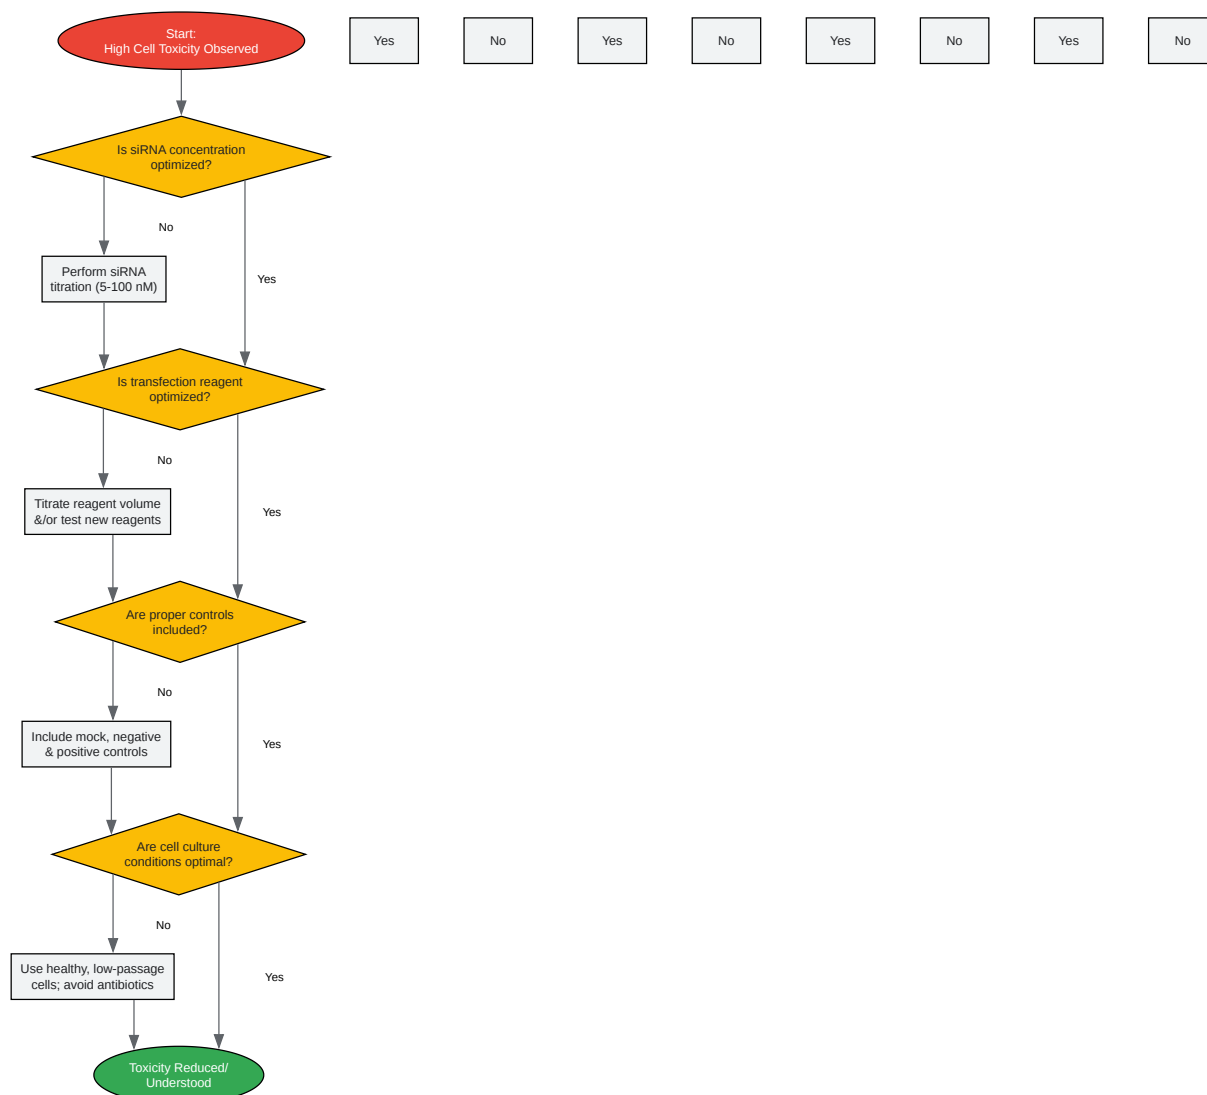 Start:
High Cell Toxicity Observed
Yes
No
Yes
No
Yes
No
Yes
No
Is siRNA concentration
optimized?
No
Perform siRNA
titration (5-100 nM)
Yes
Is transfection reagent
optimized?
No
Titrate reagent volume
&/or test new reagents
Yes
Are proper controls
included?
No
Include mock, negative
& positive controls
Yes
Are cell culture
conditions optimal?
No
Use healthy, low-passage
cells; avoid antibiotics
Yes
Toxicity Reduced/
Understood